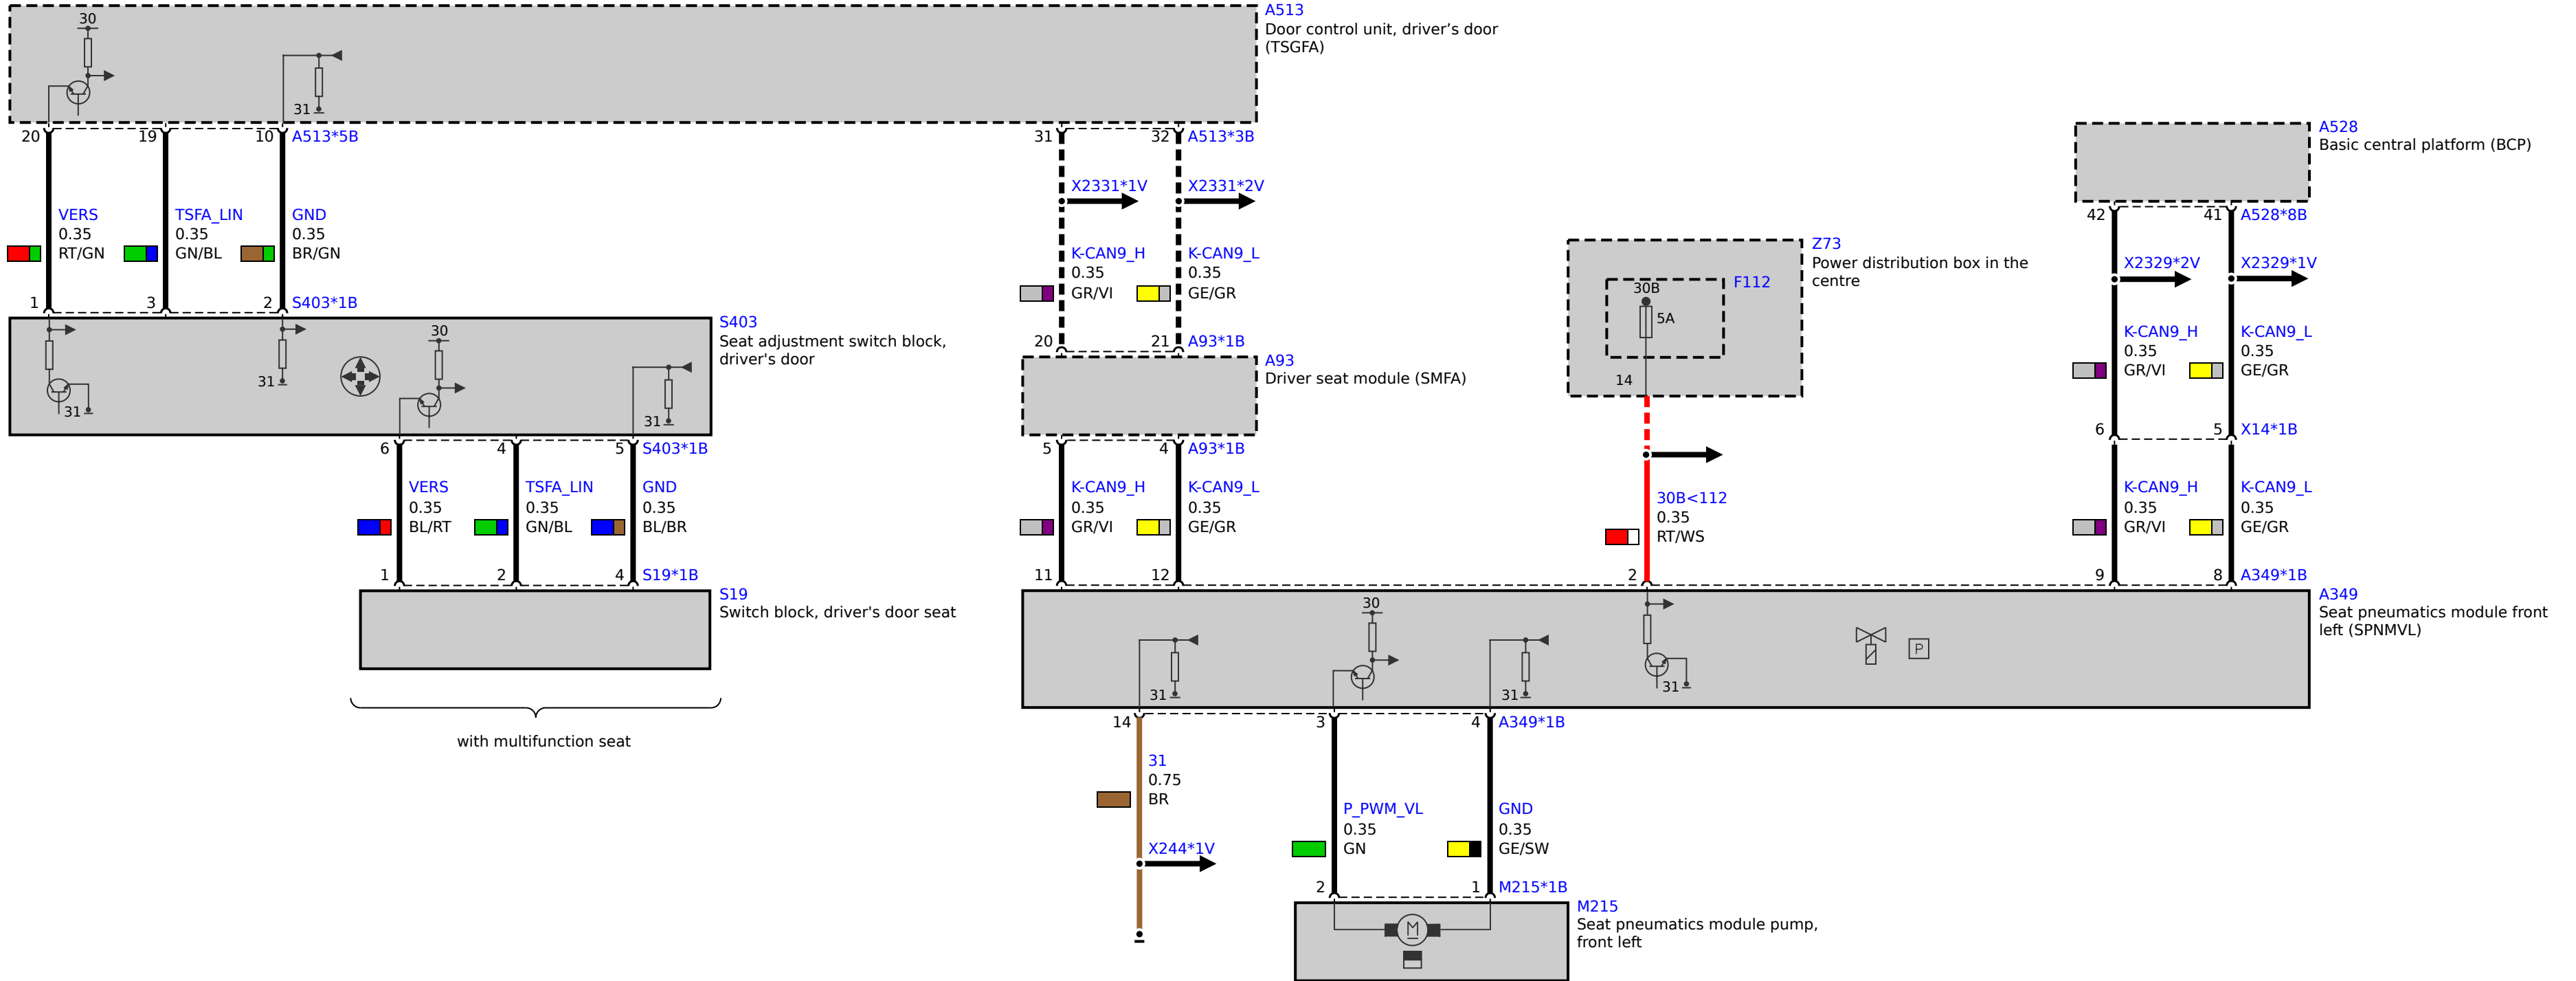 A513
Door control unit, driver’s door
(TSGFA)
30
31
20
19
10
A513*5B
31
32
A513*3B
X2331*1V
X2331*2V
VERS
0.35
RT/GN
TSFA_LIN
0.35
GN/BL
GND
0.35
BR/GN
K-CAN9_H
0.35
GR/VI
K-CAN9_L
0.35
GE/GR
1
3
2
S403*1B
20
21
A93*1B
S403
Seat adjustment switch block,
driver's door
31
31
30
31
A93
Driver seat module (SMFA)
6
4
5
S403*1B
5
4
A93*1B
VERS
0.35
BL/RT
TSFA_LIN
0.35
GN/BL
GND
0.35
BL/BR
K-CAN9_H
0.35
GR/VI
K-CAN9_L
0.35
GE/GR
1
2
4
S19*1B
S19
Switch block, driver's door seat
with multifunction seat
Z73
Power distribution box in the
centre
F112
30B
5A
14
30B<112
0.35
RT/WS
A528
Basic central platform (BCP)
42
41
A528*8B
X2329*2V
X2329*1V
K-CAN9_H
0.35
GR/VI
K-CAN9_L
0.35
GE/GR
6
5
X14*1B
K-CAN9_H
0.35
GR/VI
K-CAN9_L
0.35
GE/GR
11
12
2
9
8
A349*1B
A349
Seat pneumatics module front
left (SPNMVL)
31
30
31
31
P
14
3
4
A349*1B
31
0.75
BR
X244*1V
P_PWM_VL
0.35
GN
GND
0.35
GE/SW
2
1
M215*1B
M215
Seat pneumatics module pump,
front left
M